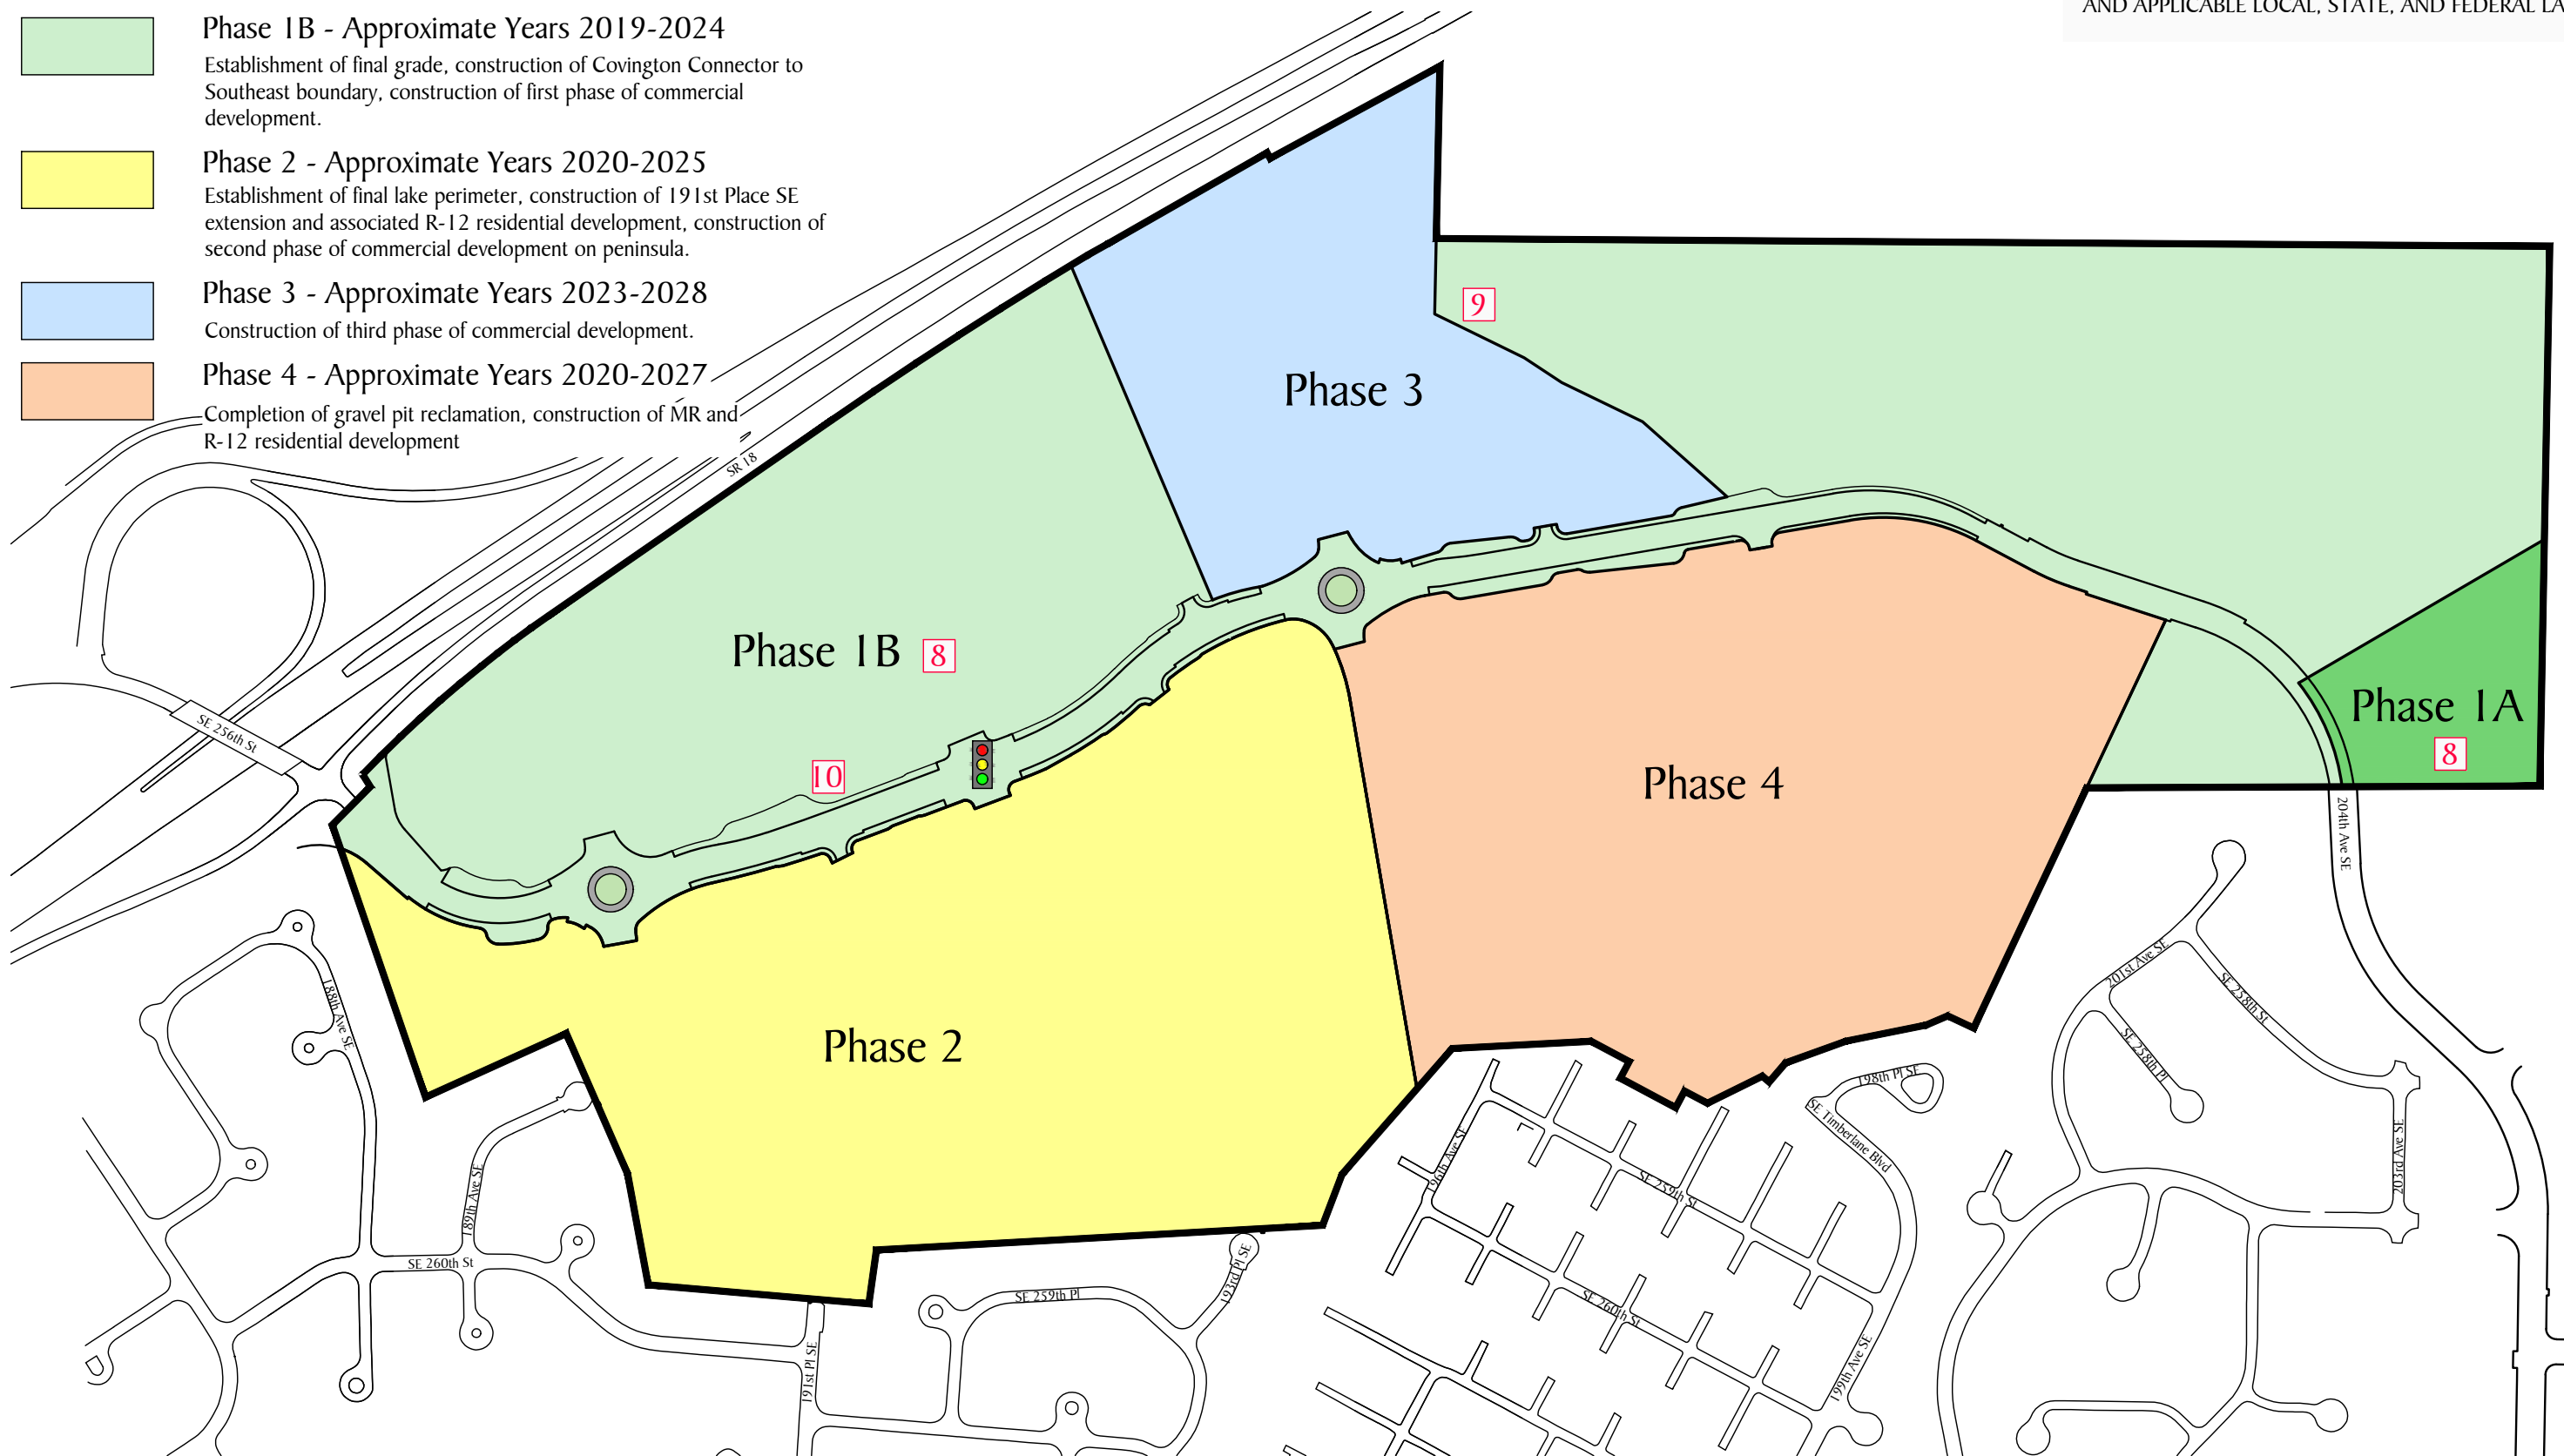 AND APPLICABLE LOCAL, STATE, AND FEDERAL
Phase 1B - Approximate Years 2019-2024
Establishment of final grade, construction of Covington Connector to
Southeast boundary, construction of first phase of commercial
development.
Phase 2 - Approximate Years 2020-2025
Establishment of final lake perimeter, construction of 191st Place SE
extension and associated R-12 residential development, construction of
second phase of commercial development on peninsula.
Phase 3 - Approximate Years 2023-2028
Construction of third phase of commercial development.
Phase 4 - Approximate Years 2020-2027
Completion of gravel pit reclamation, construction of MR and
R-12 residential development
SR 18
9
Phase 3
SE 256th St
Phase 1B 8
10
Phase 1A
8
Phase 4
204th Ave SE
Phase 2
188th Ave SE
189th Ave SE
SE 260th St
191st Pl SE
SE 259th Pl
193rd Pl SE
196th Ave SE
SE 259th St
SE 260th St
198th Pl SE
SE Timberlane Blvd
199th Ave SE
201st Ave SE
SE 258th St
SE 258th Pl
203rd Ave SE